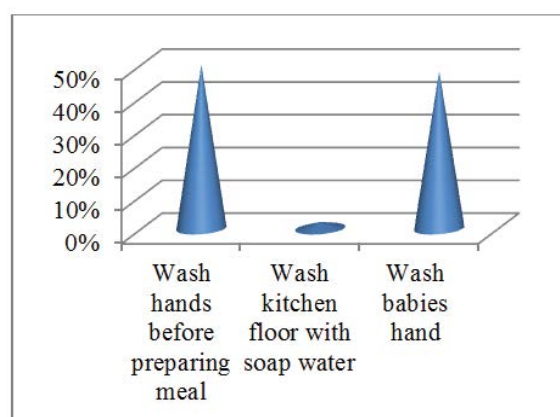 50%
40%
30%
20%
10%
0%
Wash
hands
before
preparing
meal
Wash
kitchen
floor with
soap water
Wash
babies
hand